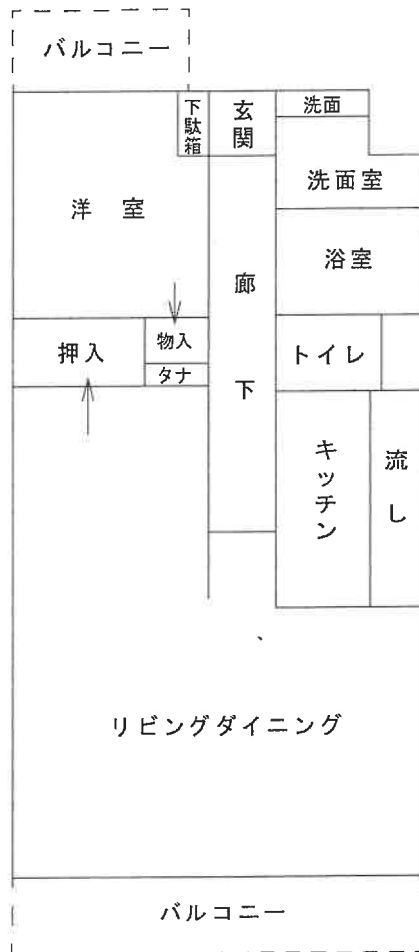 バルコニー
下駄箱
玄関
洗面
洋室
洗面室
浴室
廊下
押入
物入
タナ
トイレ
キッチン
流し
リビングダイニング
バルコニー